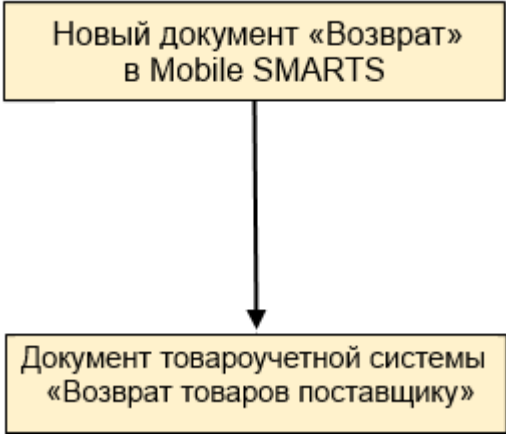 Новый документ «Возврат»
в Mobile SMARTS
Документ товароучетной системы
«Возврат товаров поставщику»